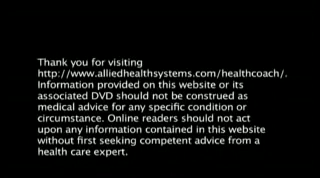 Thank you for visiting
http://www.alliedhealthsystems.com/healthcoach/.
Information provided on this website or its
associated DVD should not be construed as
medical advice for any specific condition or
circumstance. Online readers should not act
upon any information contained in this website
without first seeking competent advice from a
health care expert.